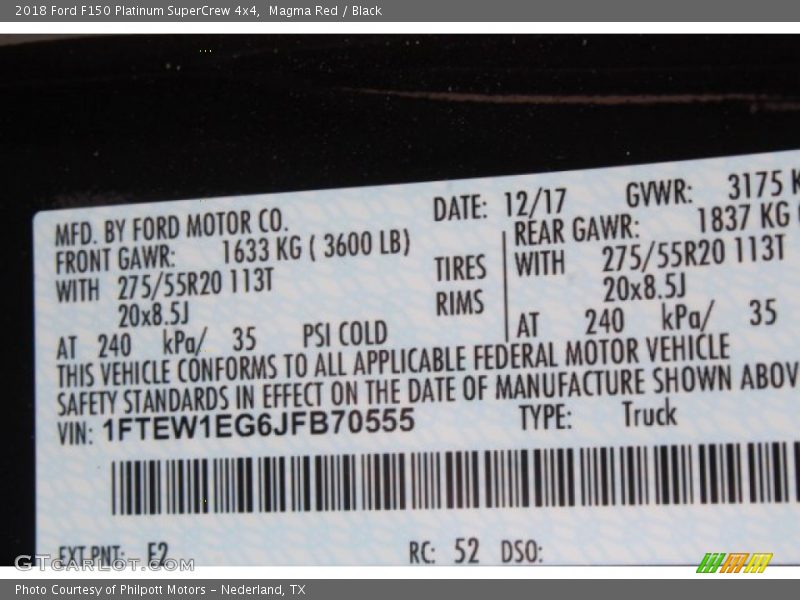 2018 Ford F150 Platinum SuperCrew 4x4, Magma Red / Black
MFD. BY FORD MOTOR CO.
DATE: 12/17
GVWR: 3175 K
FRONT GAWR: 1633 KG ( 3600 LB)
REAR GAWR: 1837 KG (
WITH 275/55R20 113T
TIRES
WITH 275/55R20 113T
20x8.5J
RIMS
20x8.5J
AT 240 kPa/ 35 PSI COLD
AT 240 kPa/ 35
THIS VEHICLE CONFORMS TO ALL APPLICABLE FEDERAL MOTOR VEHICLE
SAFETY STANDARDS IN EFFECT ON THE DATE OF MANUFACTURE SHOWN ABOV
VIN: 1FTEW1EG6JFB70555
TYPE: Truck
EXT PNT: E2
RC: 52 DSO:
GTCarLot.com
Photo Courtesy of Philpott Motors - Nederland, TX